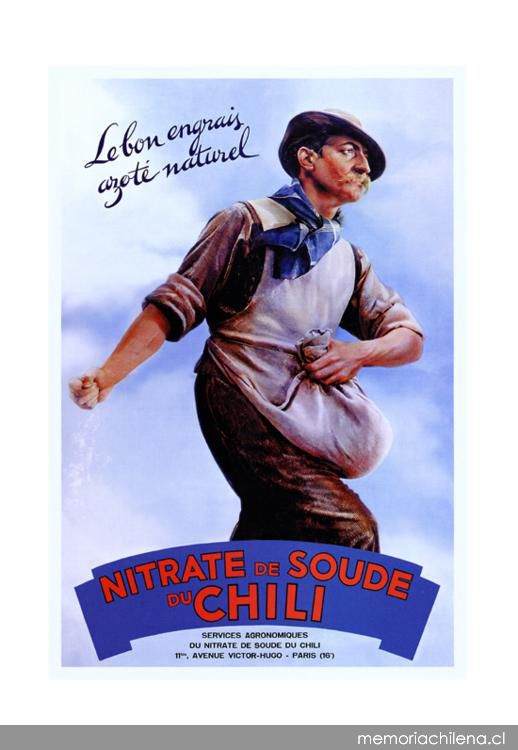 Le bon engrais
azoté naturel
NITRATE DE SOUDE
DU CHILI
SERVICES AGRONOMIQUES
DU NITRATE DE SOUDE DU CHILI
11bis, AVENUE VICTOR-HUGO - PARIS (16e)
memoriachilena.cl